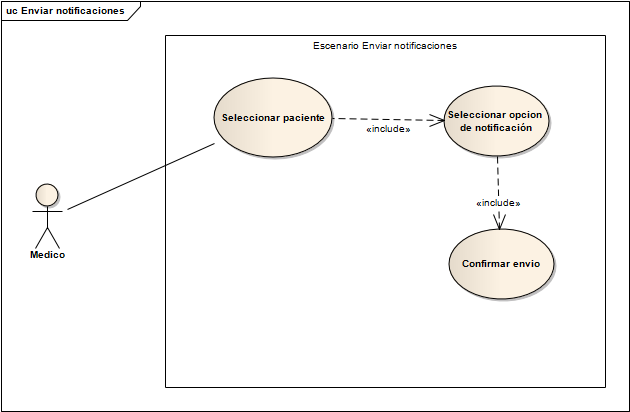 uc Enviar notificaciones
Escenario Enviar notificaciones
Seleccionar paciente
«include»
Seleccionar opcion
de notificación
«include»
Confirmar envio
Medico